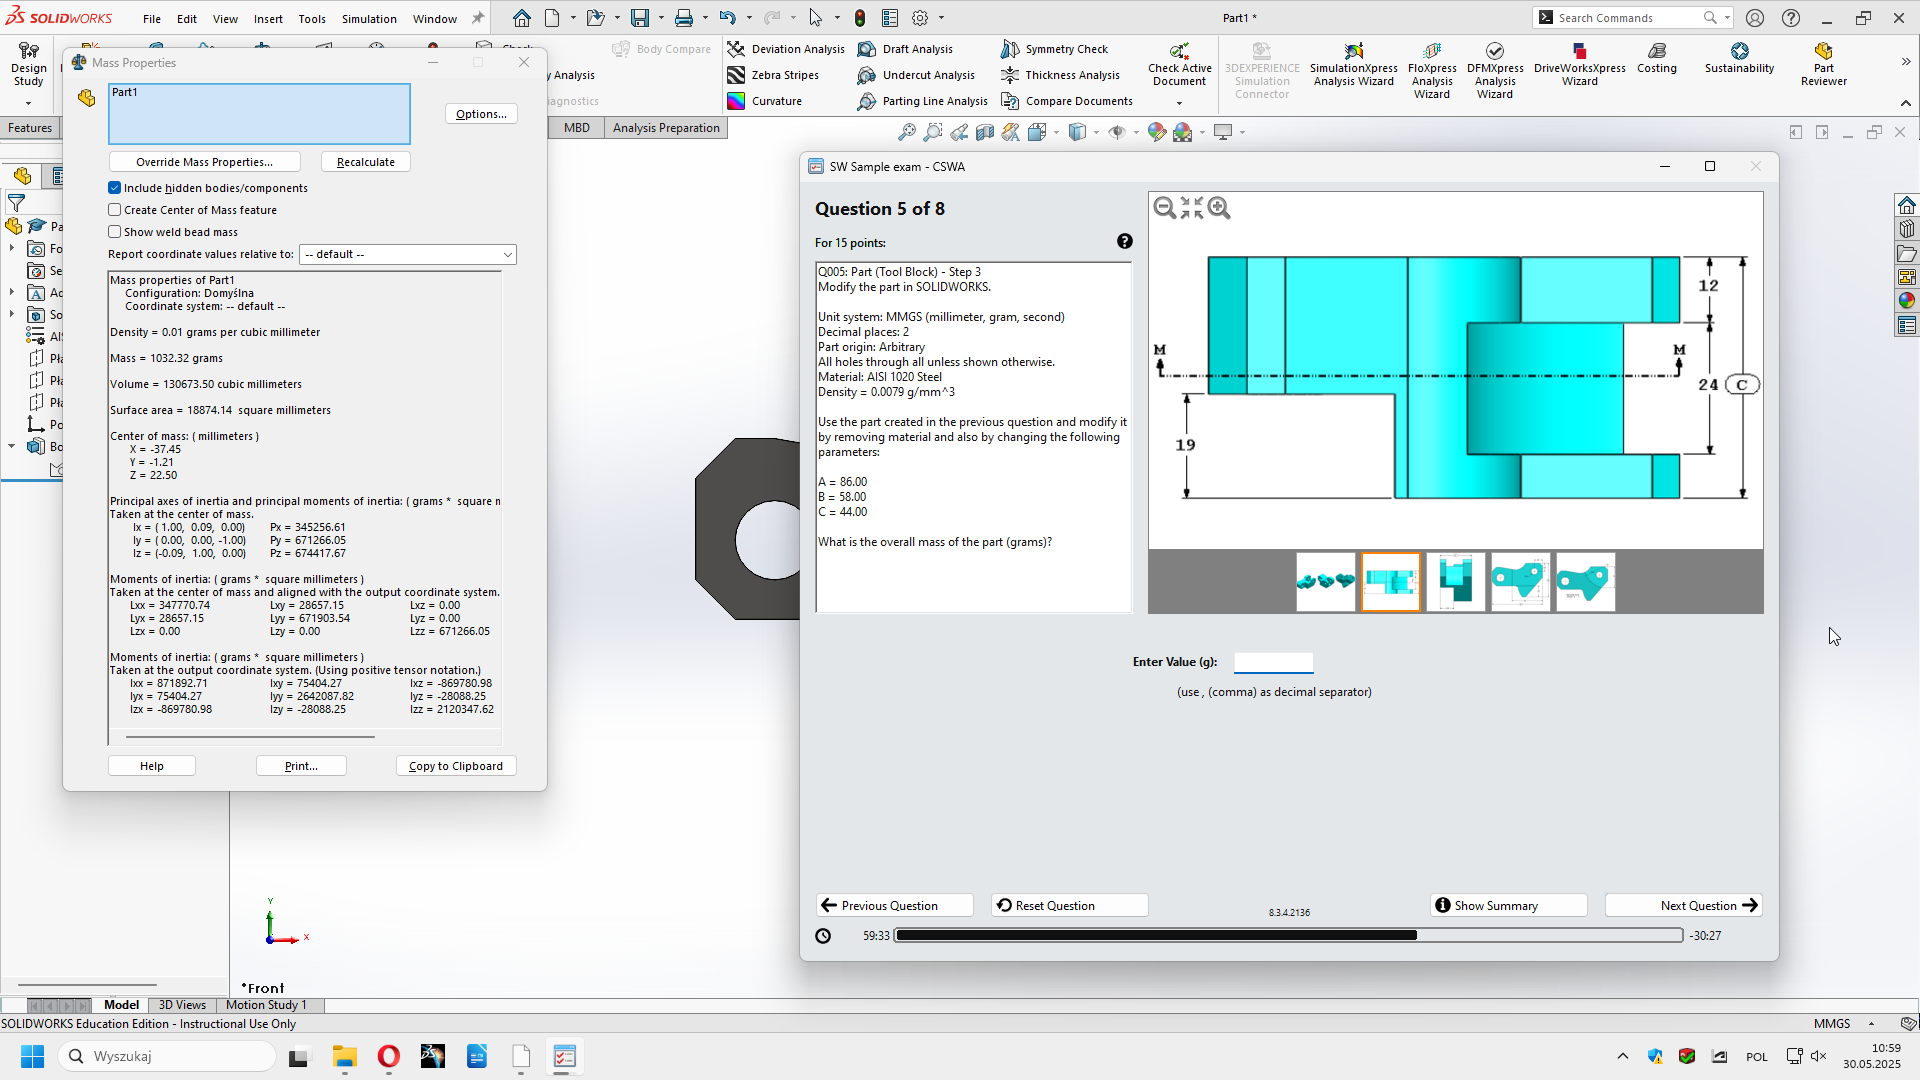 SOLIDWORKS
File Edit View Insert Tools Simulation Window
Part1 *
Search Commands
Design Study
Check
Body Compare
Deviation Analysis
Draft Analysis
Symmetry Check
y Analysis
Zebra Stripes
Undercut Analysis
Thickness Analysis
agnostics
Curvature
Parting Line Analysis
Compare Documents
Check Active Document
3DEXPERIENCE Simulation Connector
SimulationXpress Analysis Wizard
FloXpress Analysis Wizard
DFMXpress Analysis Wizard
DriveWorksXpress Wizard
Costing
Sustainability
Part Reviewer
Features
MBD
Analysis Preparation
Mass Properties
Part1
Options...
Override Mass Properties...
Recalculate
Include hidden bodies/components
Create Center of Mass feature
Show weld bead mass
Report coordinate values relative to: -- default --
Mass properties of Part1
Configuration: Domyślna
Coordinate system: -- default --
Density = 0.01 grams per cubic millimeter
Mass = 1032.32 grams
Volume = 130673.50 cubic millimeters
Surface area = 18874.14 square millimeters
Center of mass: ( millimeters )
X = -37.45
Y = -1.21
Z = 22.50
Principal axes of inertia and principal moments of inertia: ( grams * square n
Taken at the center of mass.
Ix = ( 1.00, 0.09, 0.00) Px = 345256.61
Iy = ( 0.00, 0.00, -1.00) Py = 671266.05
Iz = (-0.09, 1.00, 0.00) Pz = 674417.67
Moments of inertia: ( grams * square millimeters )
Taken at the center of mass and aligned with the output coordinate system.
Lxx = 347770.74 Lxy = 28657.15 Lxz = 0.00
Lyx = 28657.15 Lyy = 671903.54 Lyz = 0.00
Lzx = 0.00 Lzy = 0.00 Lzz = 671266.05
Moments of inertia: ( grams * square millimeters )
Taken at the output coordinate system. (Using positive tensor notation.)
Ixx = 871892.71 Ixy = 75404.27 Ixz = -869780.98
Iyx = 75404.27 Iyy = 2642087.82 Iyz = -28088.25
Izx = -869780.98 Izy = -28088.25 Izz = 2120347.62
Help
Print...
Copy to Clipboard
Pa
Fo
Se
A
So
AI
Pł
Pł
Pł
Po
Bo
SW Sample exam - CSWA
Question 5 of 8
For 15 points:
Q005: Part (Tool Block) - Step 3
Modify the part in SOLIDWORKS.
Unit system: MMGS (millimeter, gram, second)
Decimal places: 2
Part origin: Arbitrary
All holes through all unless shown otherwise.
Material: AISI 1020 Steel
Density = 0.0079 g/mm^3
Use the part created in the previous question and modify it
by removing material and also by changing the following
parameters:
A = 86.00
B = 58.00
C = 44.00
What is the overall mass of the part (grams)?
12
M
M
24
C
19
Enter Value (g):
(use , (comma) as decimal separator)
Previous Question
Reset Question
8.3.4.2136
Show Summary
Next Question
59:33
-30:27
Y
X
*Front
Model
3D Views
Motion Study 1
SOLIDWORKS Education Edition - Instructional Use Only
MMGS
Wyszukaj
POL
10:59
30.05.2025